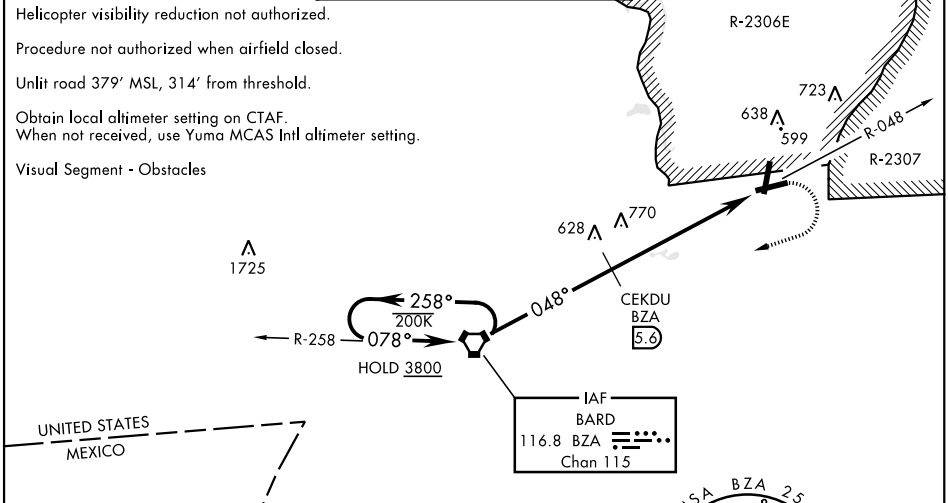 Helicopter visibility reduction not authorized.
Procedure not authorized when airfield closed.
Unlit road 379' MSL, 314' from threshold.
Obtain local altimeter setting on CTAF.
When not received, use Yuma MCAS Intl altimeter setting.
Visual Segment - Obstacles
R-2306E
723
638
599
R-048
R-2307
628
770
1725
048°
CEKDU
BZA
5.6
258°
200K
R-258
078°
HOLD 3800
IAF
BARD
116.8 BZA
Chan 115
UNITED STATES
MEXICO
SA BZA 25